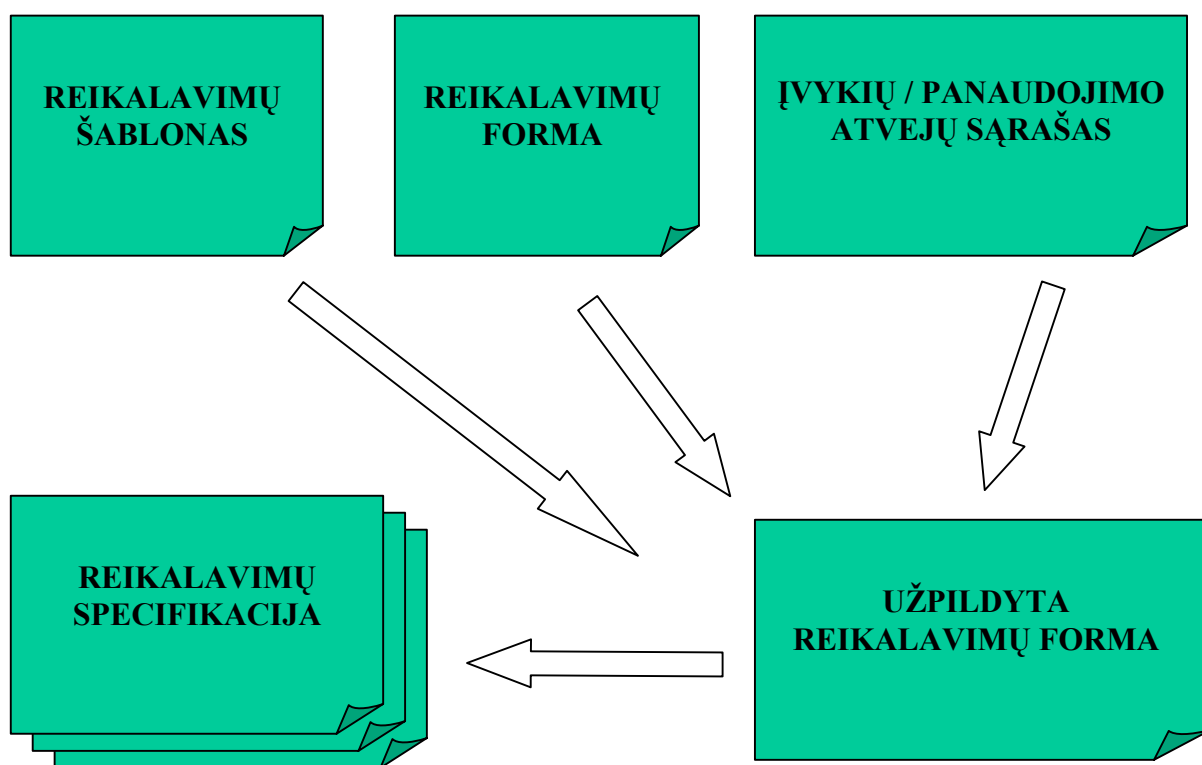 REIKALAVIMŲ
ŠABLONAS
REIKALAVIMŲ
FORMA
ĮVYKIŲ / PANAUDOJIMO
ATVEJŲ SĄRAŠAS
REIKALAVIMŲ
SPECIFIKACIJA
UŽPILDYTA
REIKALAVIMŲ FORMA